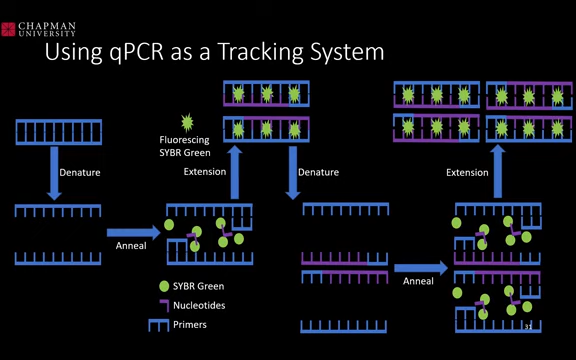 CHAPMAN
UNIVERSITY
Using qPCR as a Tracking System
Fluorescing
SYBR Green
Denature
Extension
Denature
Extension
Anneal
Anneal
SYBR Green
Nucleotides
Primers
31